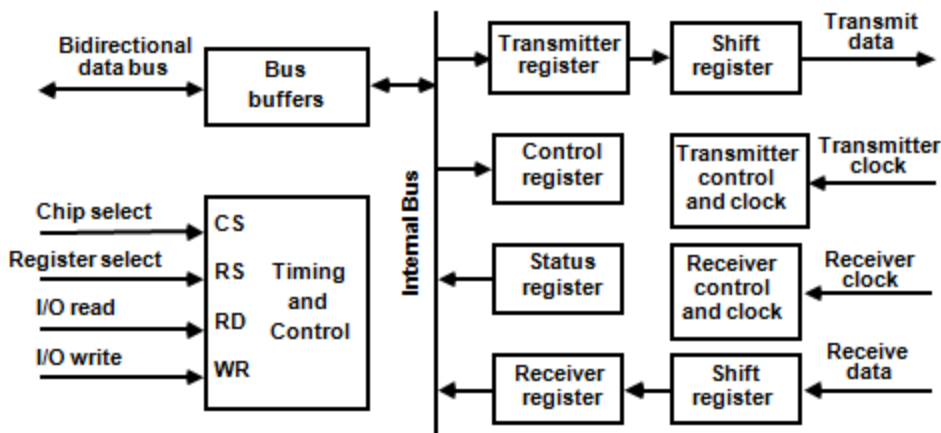 Bidirectional
data bus
Bus
buffers
Transmitter
register
Shift
register
Transmit
data
Control
register
Transmitter
control
and clock
Transmitter
clock
Internal Bus
Chip select
Register select
I/O read
I/O write
CS
RS
RD
WR
Timing
and
Control
Status
register
Receiver
control
and clock
Receiver
clock
Receiver
register
Shift
register
Receive
data